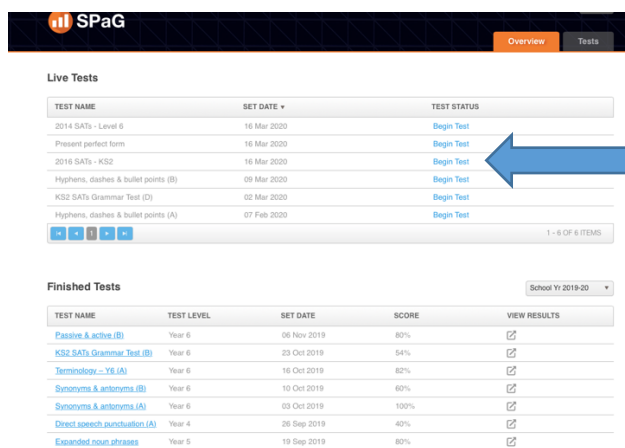 SPaG
Overview Tests
Live Tests
TEST NAME SET DATE ▼ TEST STATUS
2014 SATs - Level 6 16 Mar 2020 Begin Test
Present perfect form 16 Mar 2020 Begin Test
2016 SATs - KS2 16 Mar 2020 Begin Test
Hyphens, dashes & bullet points (B) 09 Mar 2020 Begin Test
KS2 SATs Grammar Test (D) 02 Mar 2020 Begin Test
Hyphens, dashes & bullet points (A) 07 Feb 2020 Begin Test
1 1 - 6 OF 6 ITEMS
Finished Tests School Yr 2019-20
TEST NAME TEST LEVEL SET DATE SCORE VIEW RESULTS
Passive & active (B) Year 6 06 Nov 2019 80%
KS2 SATs Grammar Test (B) Year 6 23 Oct 2019 54%
Terminology – Y6 (A) Year 6 16 Oct 2019 82%
Synonyms & antonyms (B) Year 6 10 Oct 2019 60%
Synonyms & antonyms (A) Year 6 03 Oct 2019 100%
Direct speech punctuation (A) Year 4 26 Sep 2019 40%
Expanded noun phrases Year 5 19 Sep 2019 80%